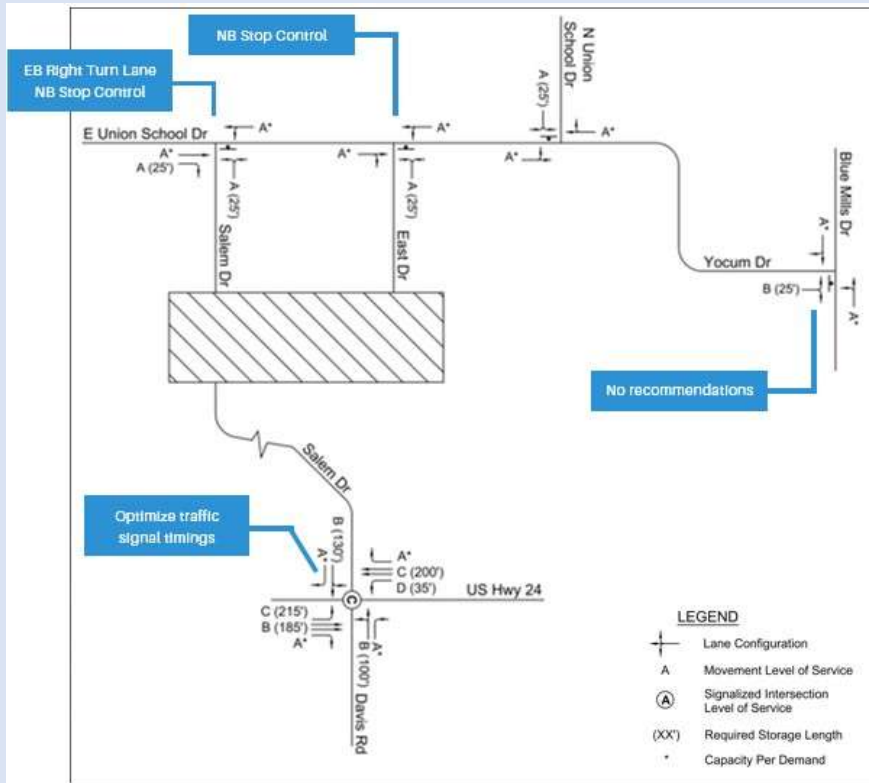 NB Stop Control
EB Right Turn Lane
NB Stop Control
N Union
School Dr
A (25')
A*
A*
A*
E Union School Dr
A*
A (25')
A*
A*
A (25')
A (25')
Salem Dr
East Dr
Blue Mills Dr
A*
Yocum Dr
B (25')
A*
No recommendations
Salem Dr
Optimize traffic
signal timings
B (130')
A*
A*
C (200')
D (35')
US Hwy 24
C
C (215')
B (185')
A*
A*
B (100')
Davis Rd
LEGEND
Lane Configuration
A Movement Level of Service
A Signalized Intersection
Level of Service
(XX') Required Storage Length
* Capacity Per Demand